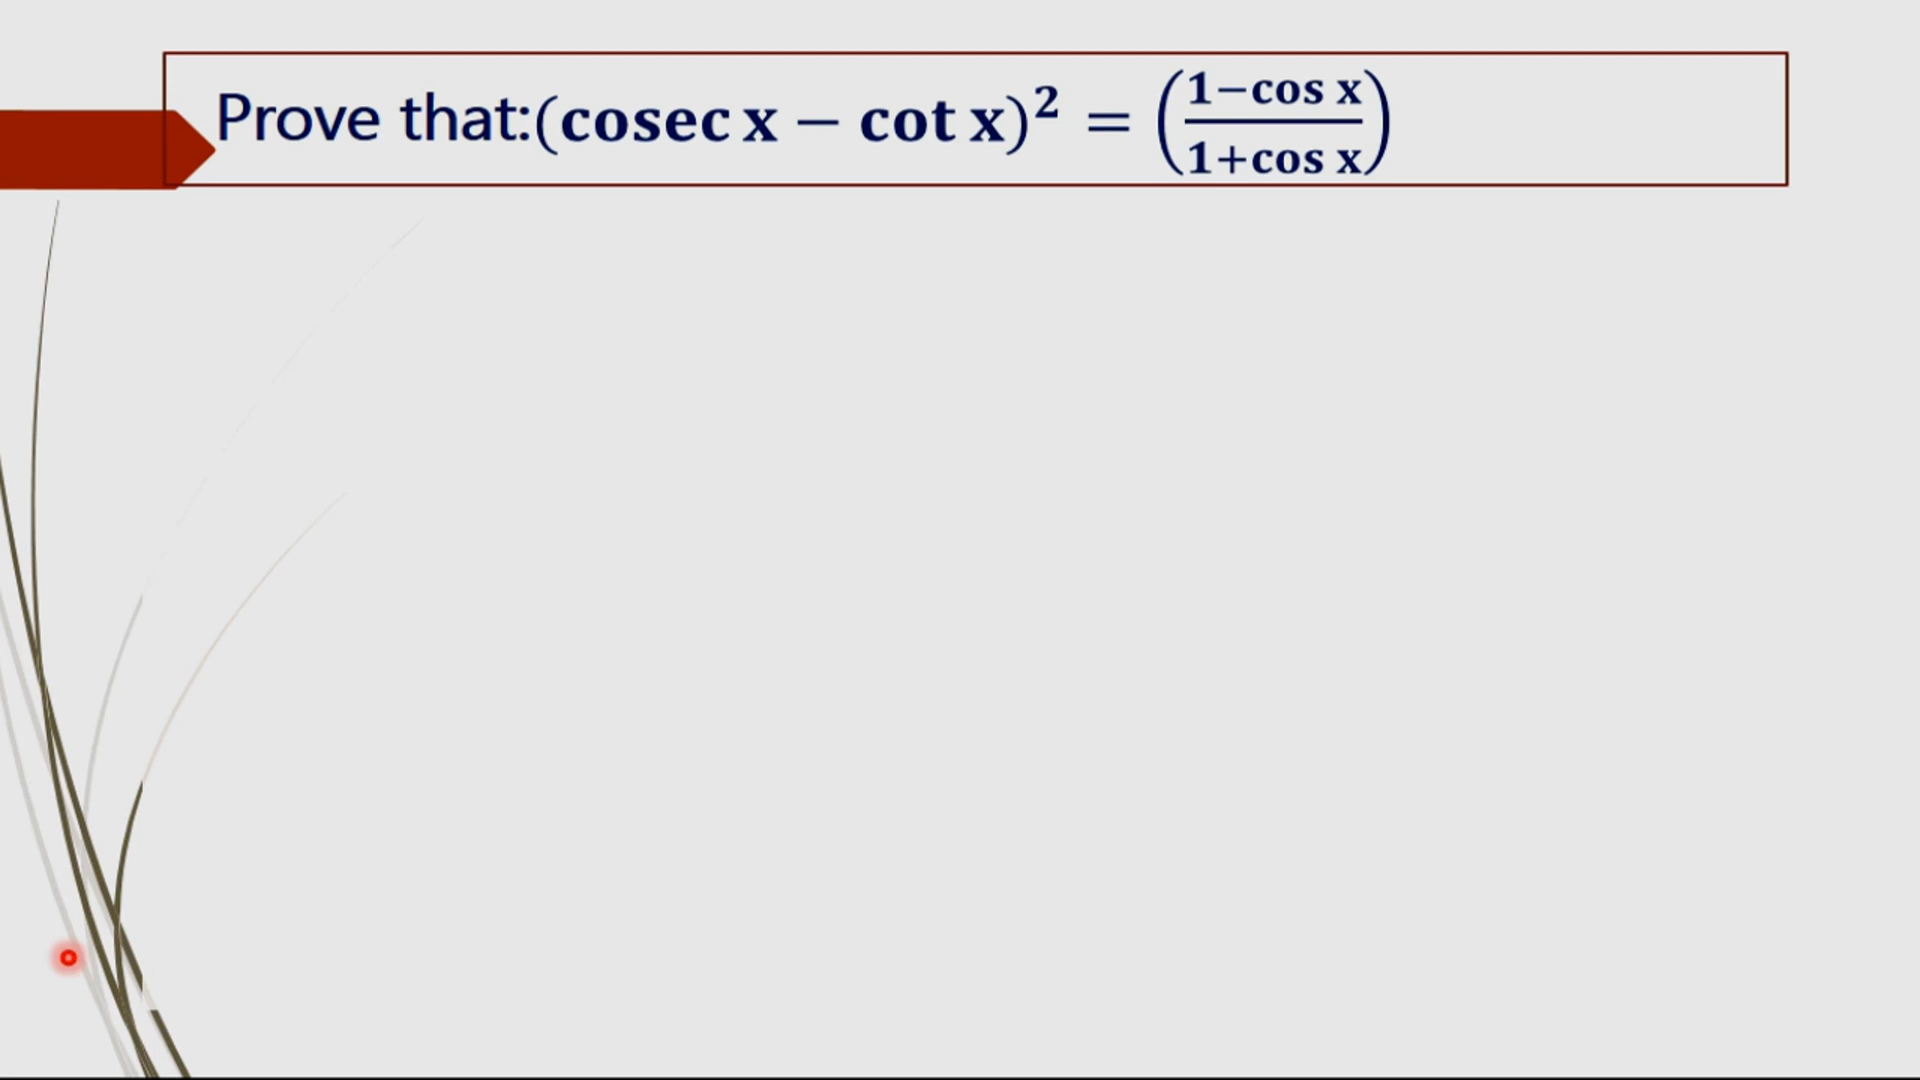 Prove that:(cosec x − cot x)² = (1−cos x / 1+cos x)